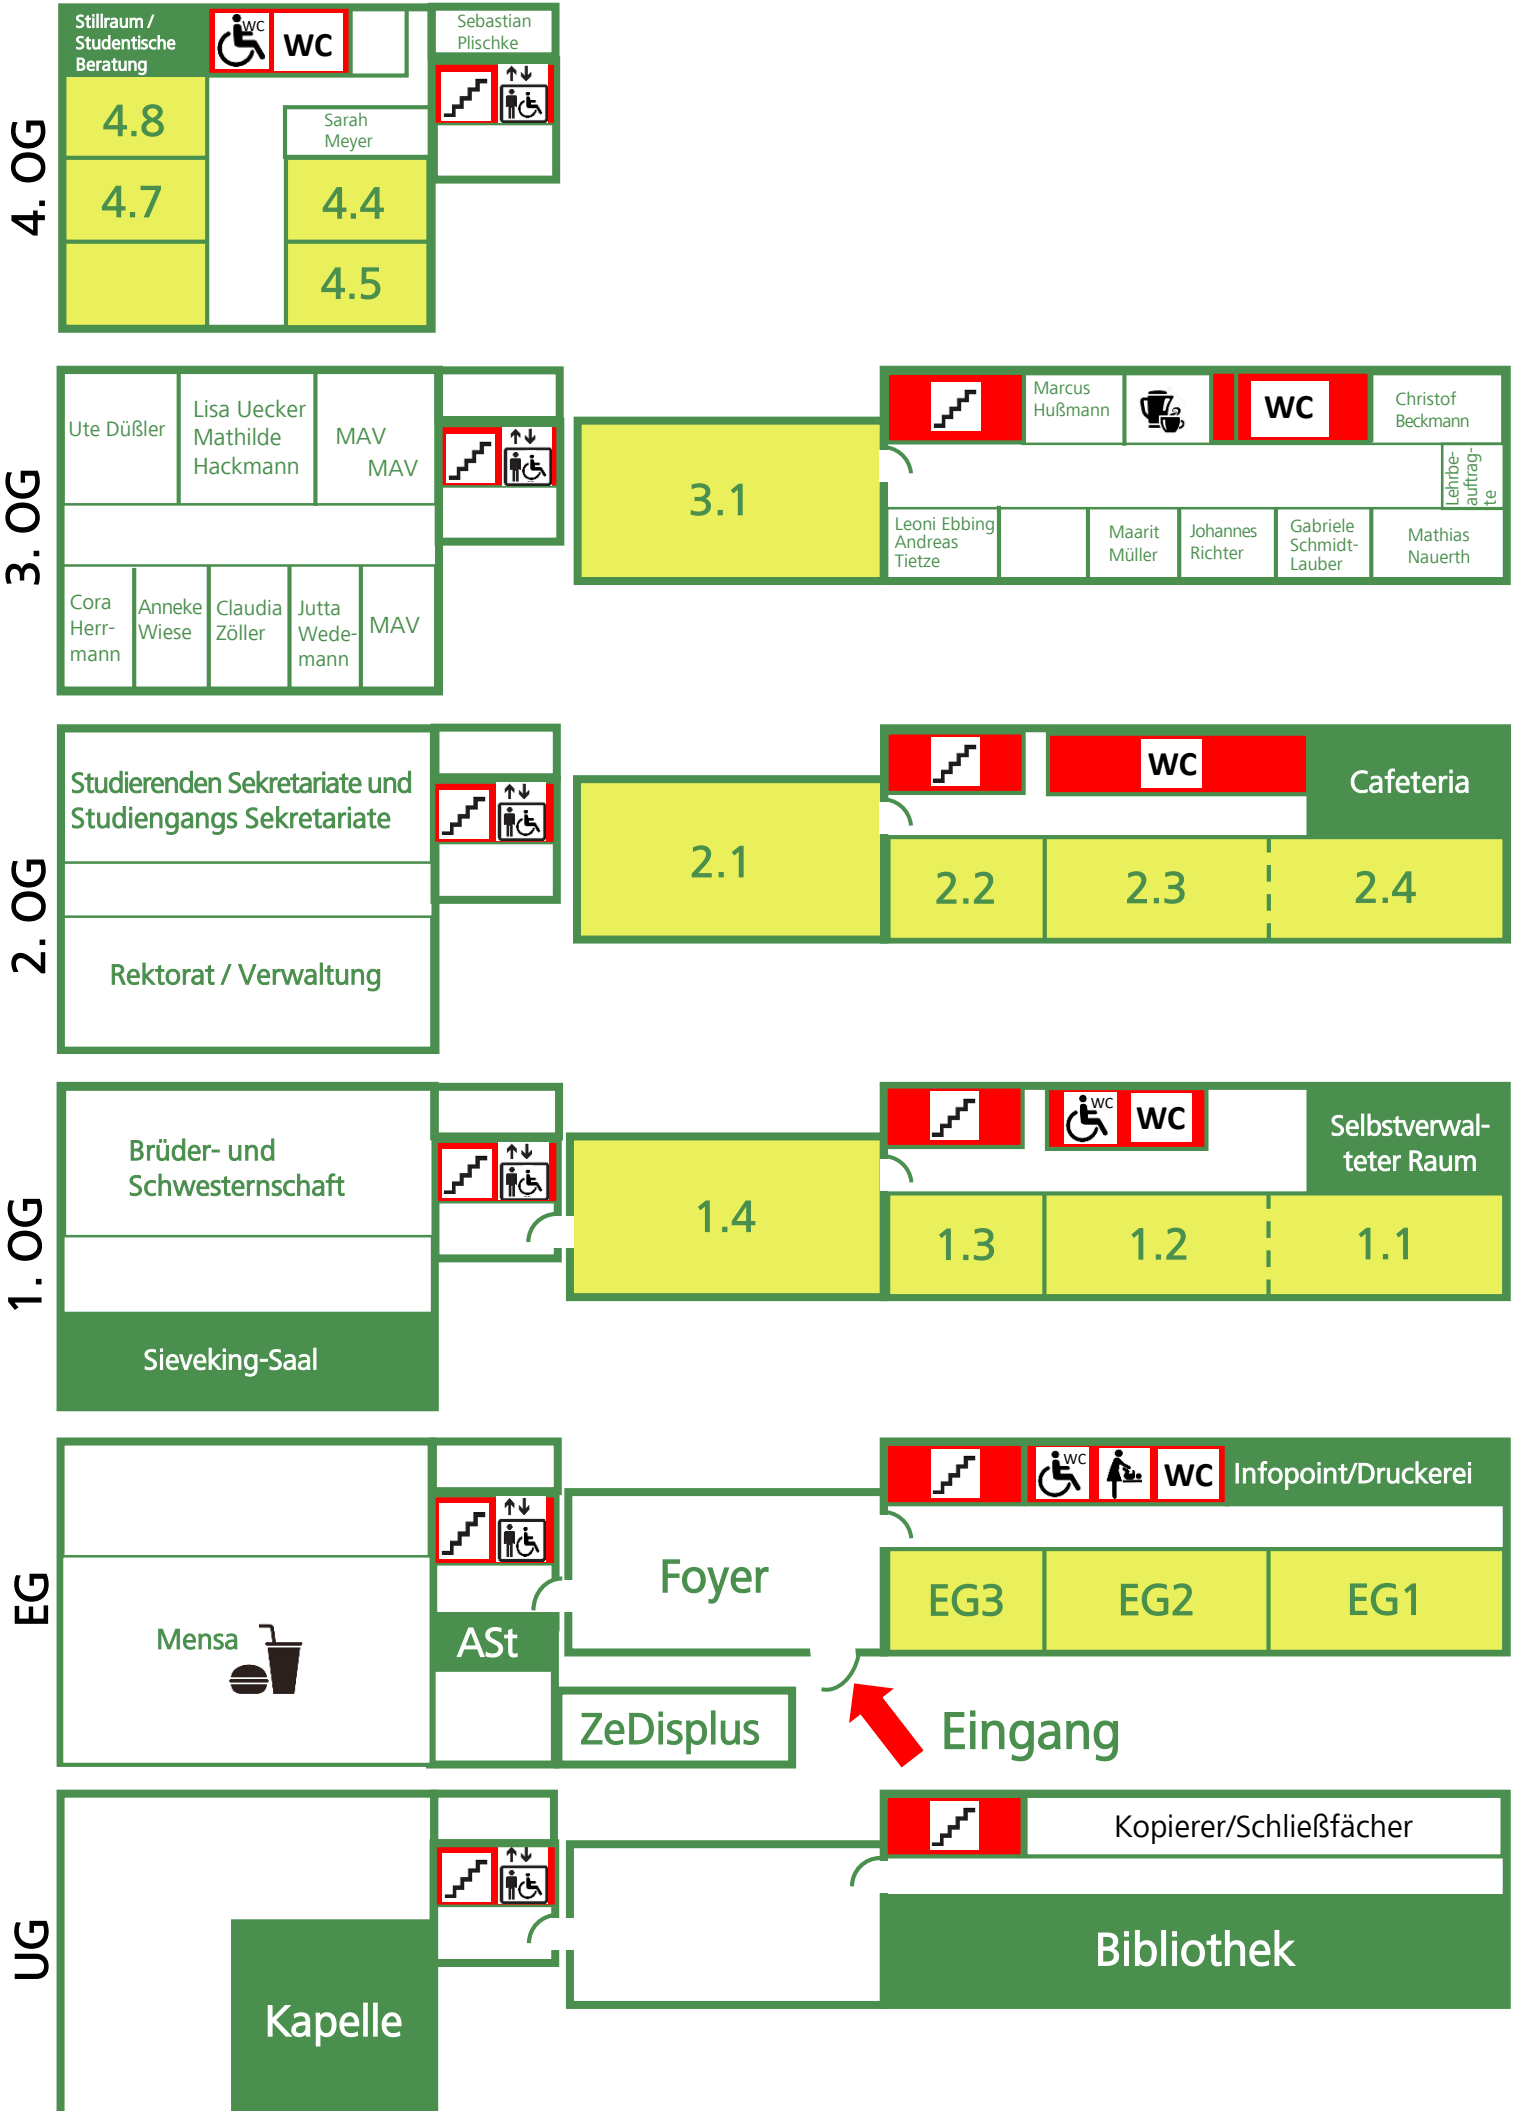 4. OG
Stillraum /
Studentische
Beratung
WC
WC
Sebastian
Plischke
4.8
Sarah
Meyer
4.7
4.4
4.5
3. OG
Ute Düßler
Lisa Uecker
Mathilde
Hackmann
MAV
MAV
Cora
Herr-
mann
Anneke
Wiese
Claudia
Zöller
Jutta
Wede-
mann
MAV
3.1
Marcus
Hußmann
WC
Christof
Beckmann
Lehrbe-
auftrag-
te
Leoni Ebbing
Andreas
Tietze
Maarit
Müller
Johannes
Richter
Gabriele
Schmidt-
Lauber
Mathias
Nauerth
2. OG
Studierenden Sekretariate und
Studiengangs Sekretariate
Rektorat / Verwaltung
2.1
WC
Cafeteria
2.2
2.3
2.4
1. OG
Brüder- und
Schwesternschaft
Sieveking-Saal
1.4
WC
WC
Selbstverwal-
teter Raum
1.3
1.2
1.1
EG
Mensa
ASt
Foyer
ZeDisplus
WC
WC
Infopoint/Druckerei
EG3
EG2
EG1
Eingang
UG
Kapelle
Kopierer/Schließfächer
Bibliothek